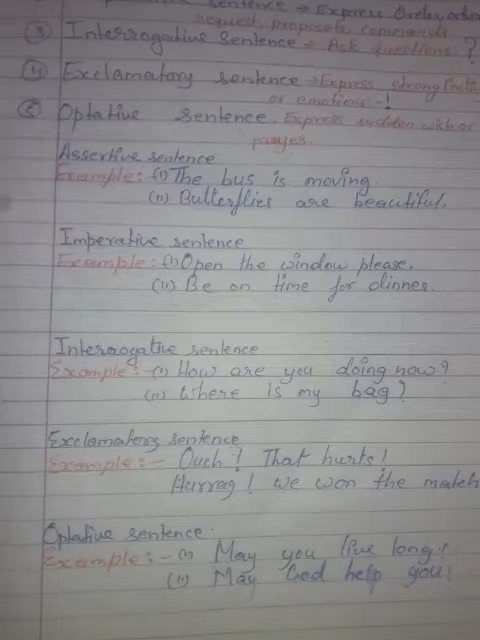 sentence → Express Order, advice
request, proposals commands
③ Interrogative sentence → Ask questions ?
④ Exclamatory sentence → Express strong facts
or emotions - !
⑤ Optative sentence. Express sudden wish or
prayer.
Assertive sentence
Example : (i) The bus is moving.
(ii) Butterflies are beautiful.
Imperative sentence
Example : (i) Open the window please.
(ii) Be on time for dinner.
Interrogative sentence
Example : - (i) How are you doing now?
(ii) Where is my bag?
Exclamatory sentence
Example : - Ouch! That hurts!
Hurray! we won the match
Optative sentence.
Example : - (i) May you live long!
(ii) May God help you!